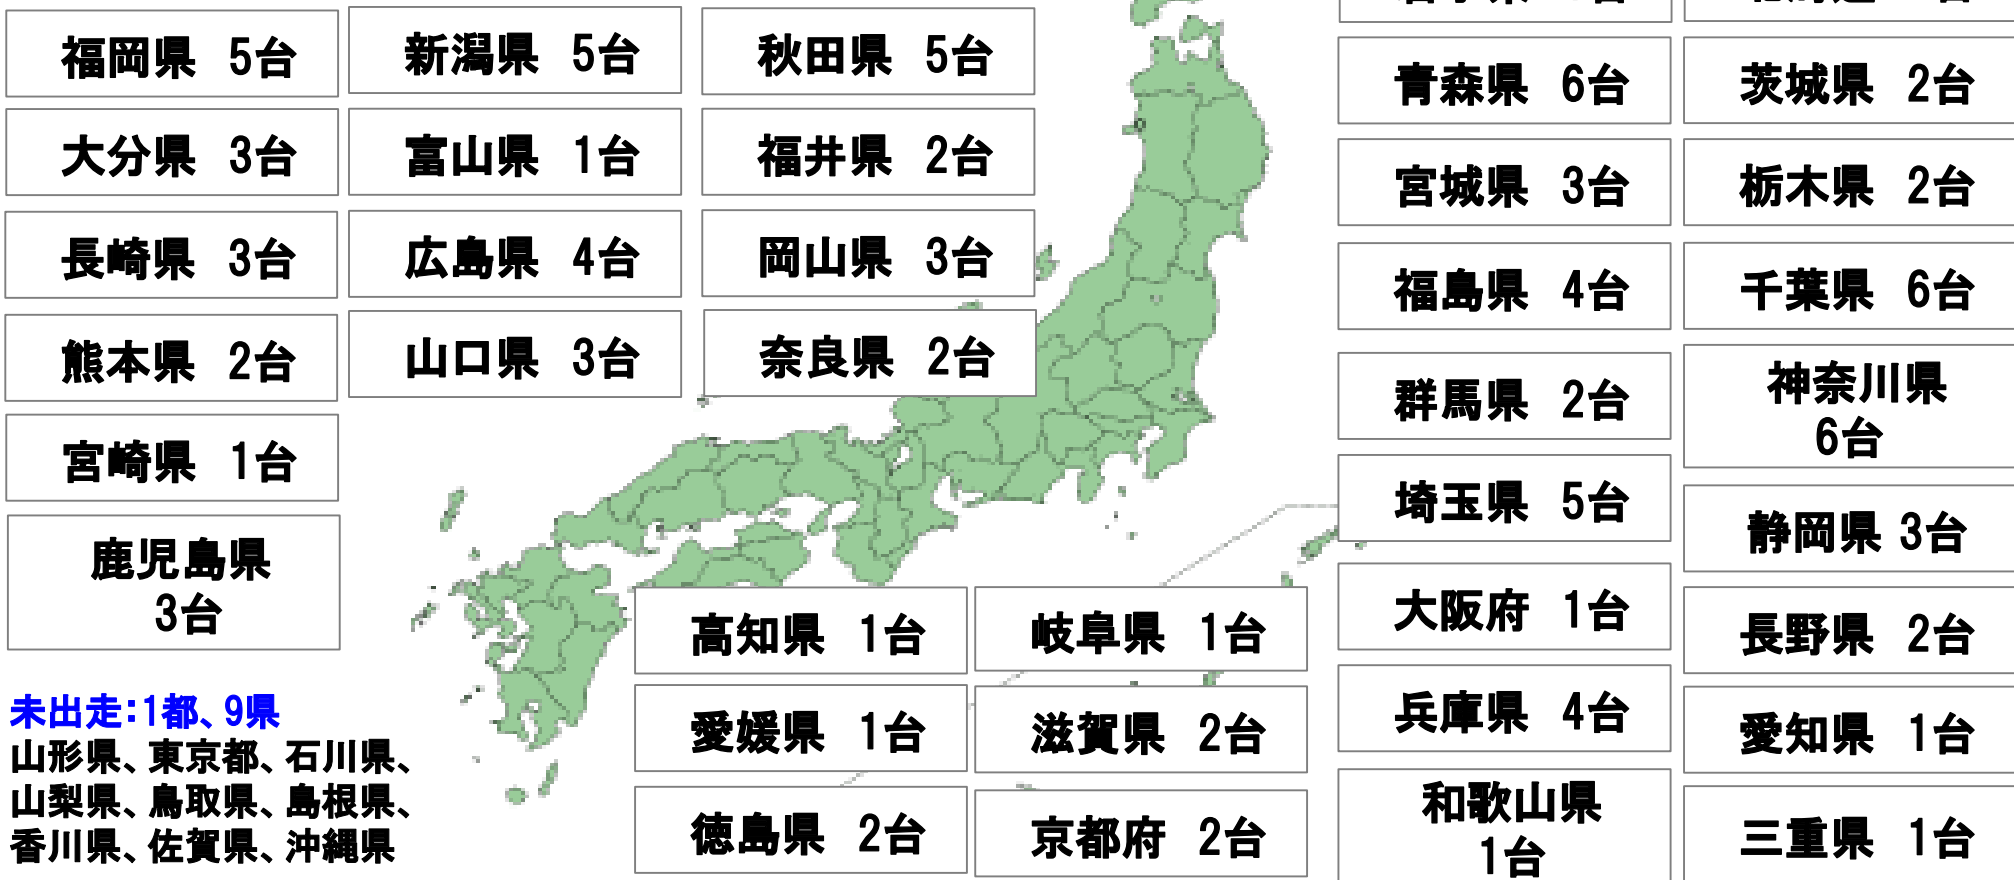 福岡県 5台
大分県 3台
長崎県 3台
熊本県 2台
宮崎県 1台
鹿児島県
3台
新潟県 5台
富山県 1台
広島県 4台
山口県 3台
秋田県 5台
福井県 2台
岡山県 3台
奈良県 2台
青森県 6台
宮城県 3台
福島県 4台
群馬県 2台
埼玉県 5台
大阪府 1台
兵庫県 4台
和歌山県
1台
茨城県 2台
栃木県 2台
千葉県 6台
神奈川県
6台
静岡県 3台
長野県 2台
愛知県 1台
三重県 1台
高知県 1台
愛媛県 1台
徳島県 2台
岐阜県 1台
滋賀県 2台
京都府 2台
未出走:1都、9県
山形県、東京都、石川県、
山梨県、鳥取県、島根県、
香川県、佐賀県、沖縄県